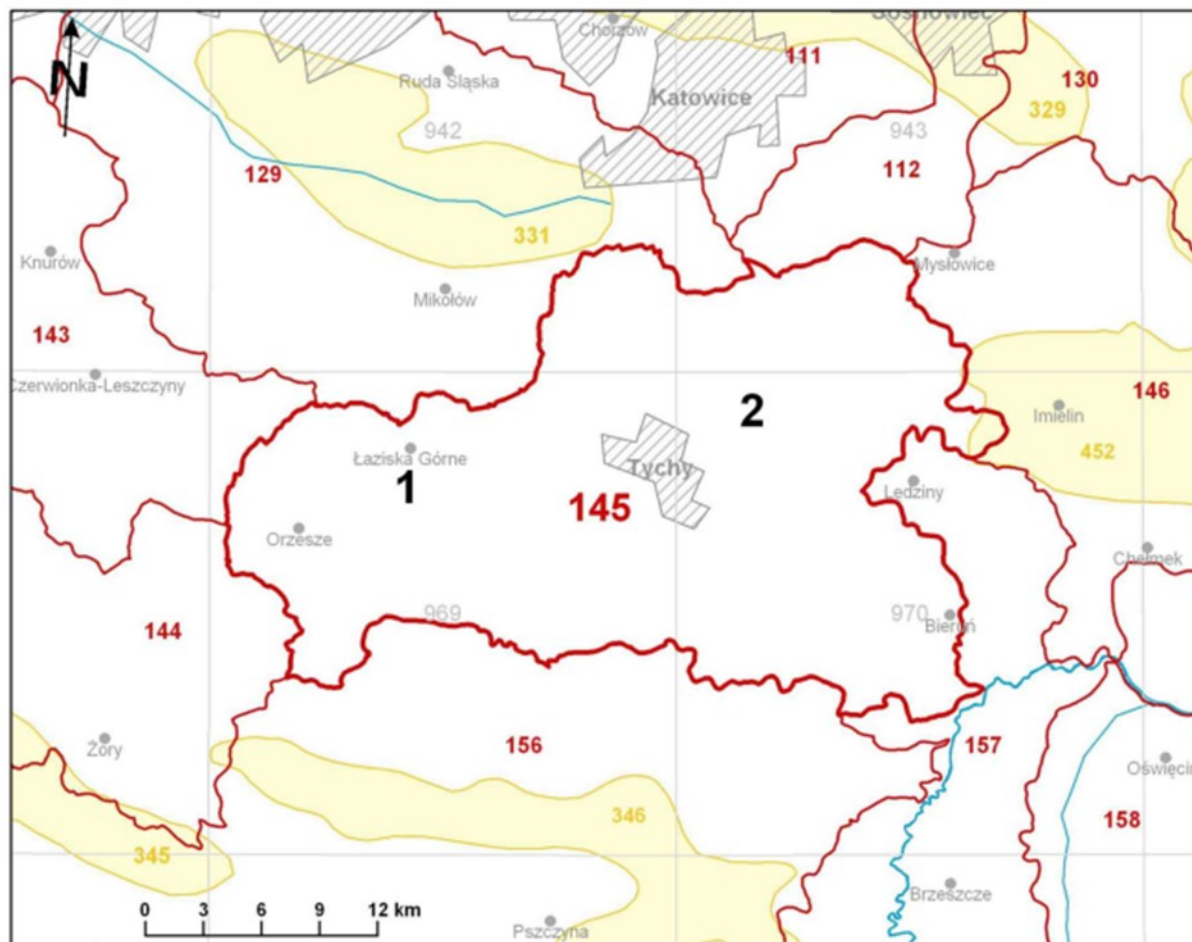 Sosnowiec
Chorzów
111
N
Ruda Śląska
130
Katowice
329
942
943
129
112
331
Knurów
Mysłowice
Mikołów
143
Czerwionka-Leszczyny
146
2
Imielin
452
Łaziska Górne
Tychy
1
Lędziny
145
Orzesze
Chełmek
969
970
Bieruń
144
Żory
156
157
Oświęcim
346
158
345
Brzeszcze
0 3 6 9 12 km
Pszczyna